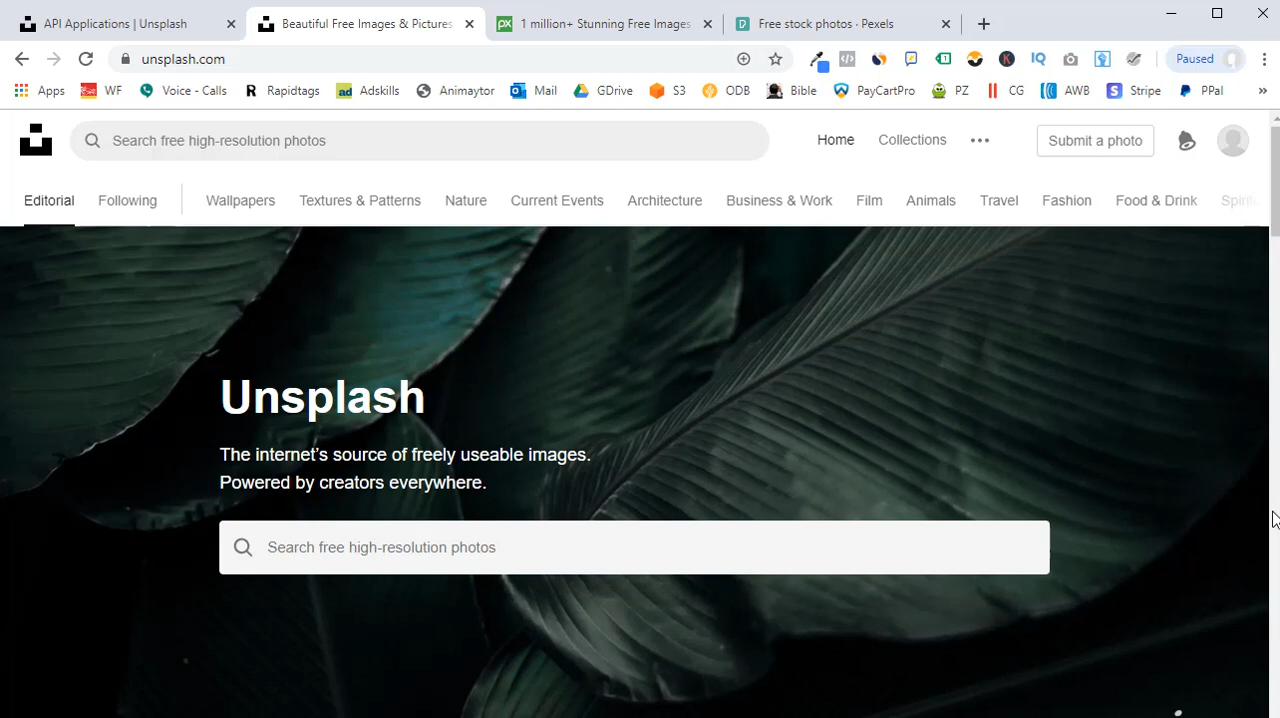 API Applications | Unsplash
Beautiful Free Images & Pictures
1 million+ Stunning Free Images
Free stock photos · Pexels
unsplash.com
Paused
Apps
WF
Voice - Calls
Rapidtags
Adskills
Animaytor
Mail
GDrive
S3
ODB
Bible
PayCartPro
PZ
CG
AWB
Stripe
PPal
Search free high-resolution photos
Home
Collections
Submit a photo
Editorial
Following
Wallpapers
Textures & Patterns
Nature
Current Events
Architecture
Business & Work
Film
Animals
Travel
Fashion
Food & Drink
Unsplash
The internet's source of freely useable images.
Powered by creators everywhere.
Search free high-resolution photos